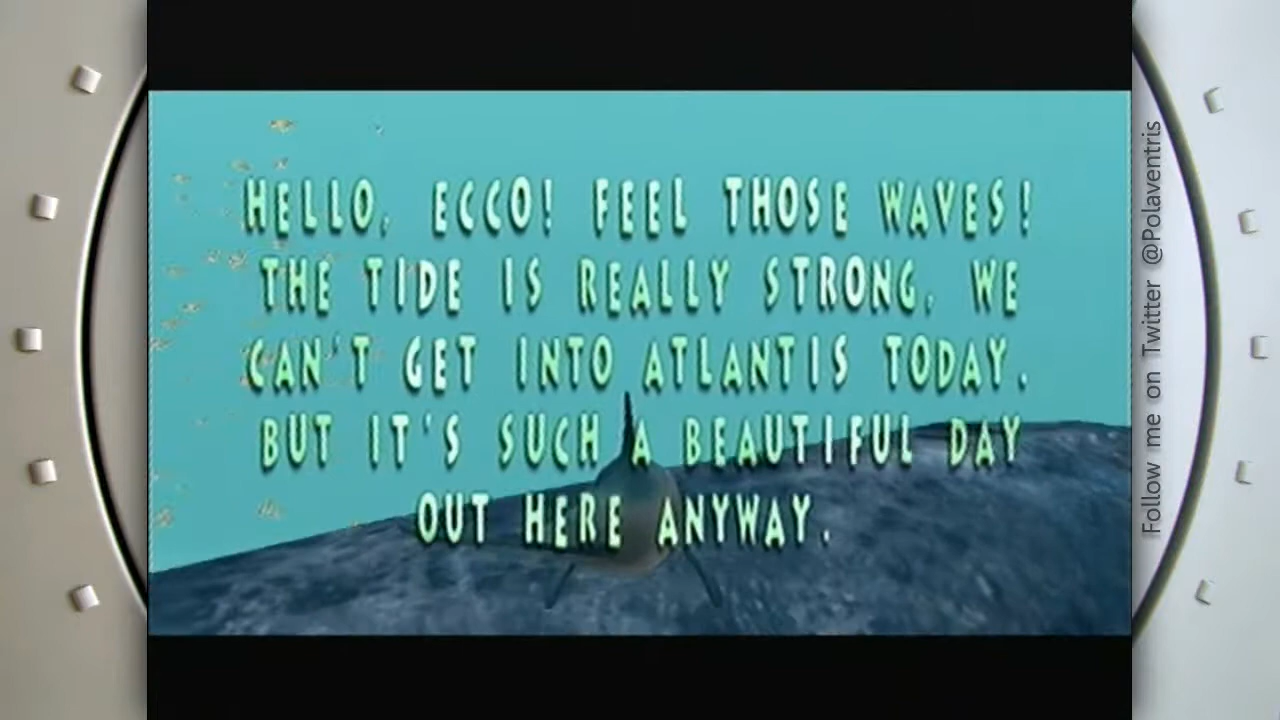 HELLO, ECCO! FEEL THOSE WAVES!
THE TIDE IS REALLY STRONG, WE
CAN'T GET INTO ATLANTIS TODAY.
BUT IT'S SUCH A BEAUTIFUL DAY
OUT HERE ANYWAY.
Follow me on Twitter @Polaventris